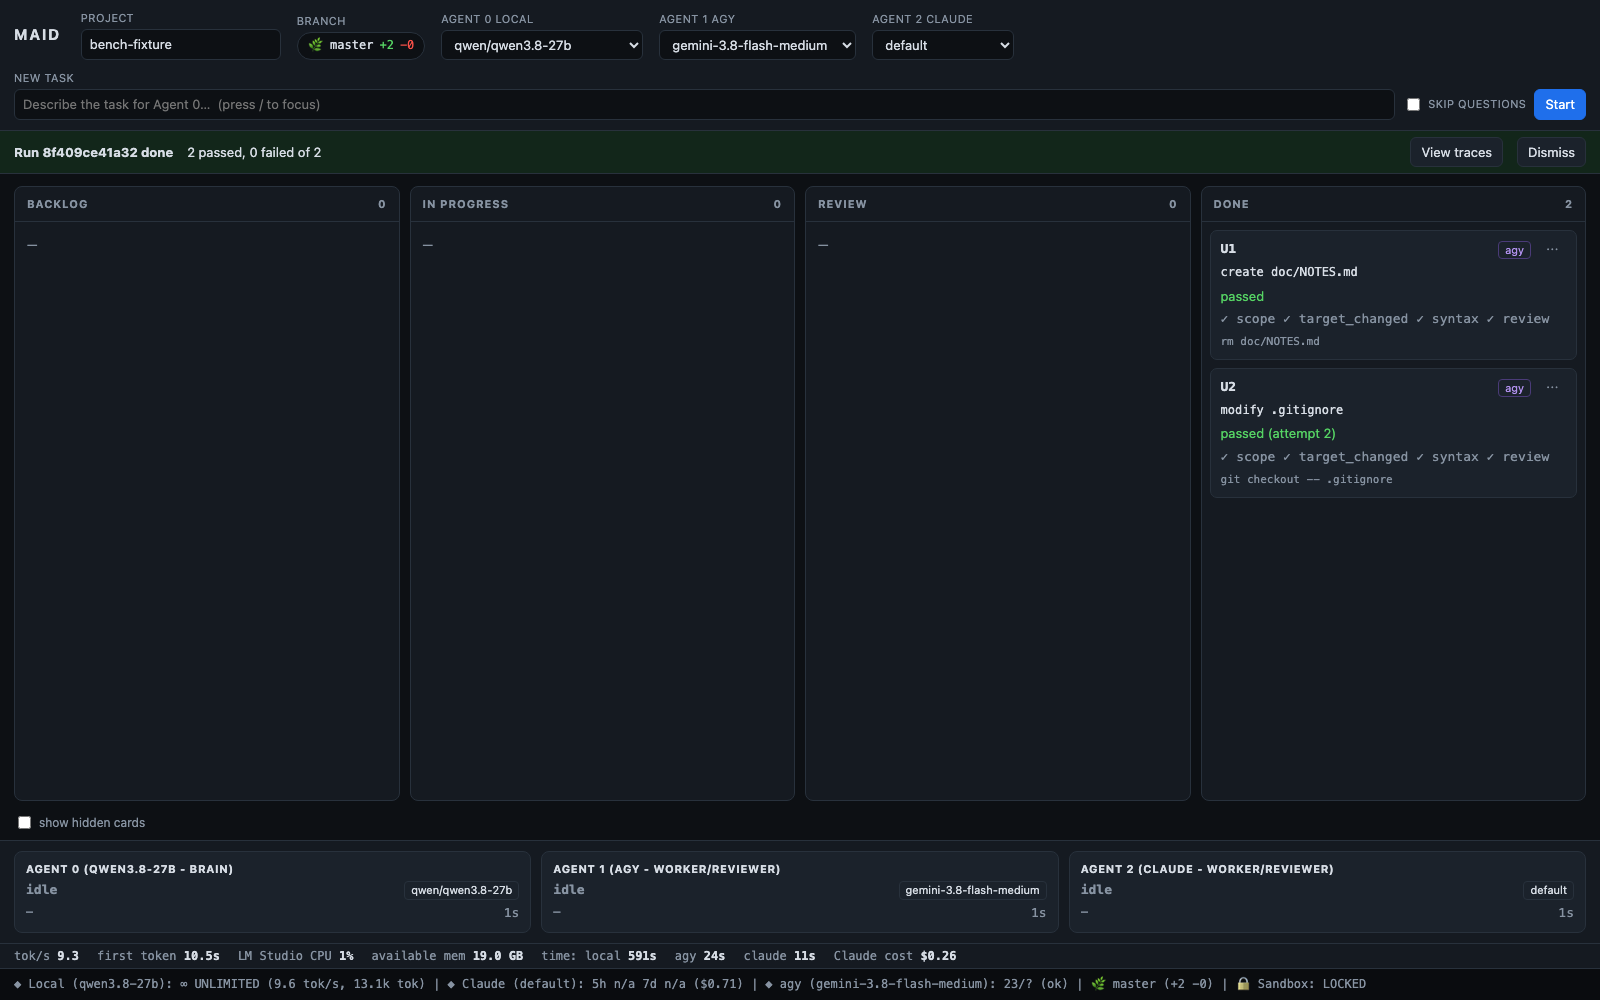 MAID
PROJECT
bench-fixture
BRANCH
🌿 master +2 −0
AGENT 0 LOCAL
qwen/qwen3.8-27b
AGENT 1 AGY
gemini-3.8-flash-medium
AGENT 2 CLAUDE
default
NEW TASK
Describe the task for Agent 0… (press / to focus)
SKIP QUESTIONS
Start
Run 8f409ce41a32 done 2 passed, 0 failed of 2
View traces
Dismiss
BACKLOG 0
—
IN PROGRESS 0
—
REVIEW 0
—
DONE 2
U1 agy ⋯
create doc/NOTES.md
passed
✓ scope ✓ target_changed ✓ syntax ✓ review
rm doc/NOTES.md
U2 agy ⋯
modify .gitignore
passed (attempt 2)
✓ scope ✓ target_changed ✓ syntax ✓ review
git checkout -- .gitignore
show hidden cards
AGENT 0 (QWEN3.8-27B - BRAIN)
idle qwen/qwen3.8-27b
— 1s
AGENT 1 (AGY - WORKER/REVIEWER)
idle gemini-3.8-flash-medium
— 1s
AGENT 2 (CLAUDE - WORKER/REVIEWER)
idle default
— 1s
tok/s 9.3 first token 10.5s LM Studio CPU 1% available mem 19.0 GB time: local 591s agy 24s claude 11s Claude cost $0.26
◆ Local (qwen3.8-27b): ∞ UNLIMITED (9.6 tok/s, 13.1k tok) | ◆ Claude (default): 5h n/a 7d n/a ($0.71) | ◆ agy (gemini-3.8-flash-medium): 23/? (ok) | 🌿 master (+2 −0) | 🔒 Sandbox: LOCKED